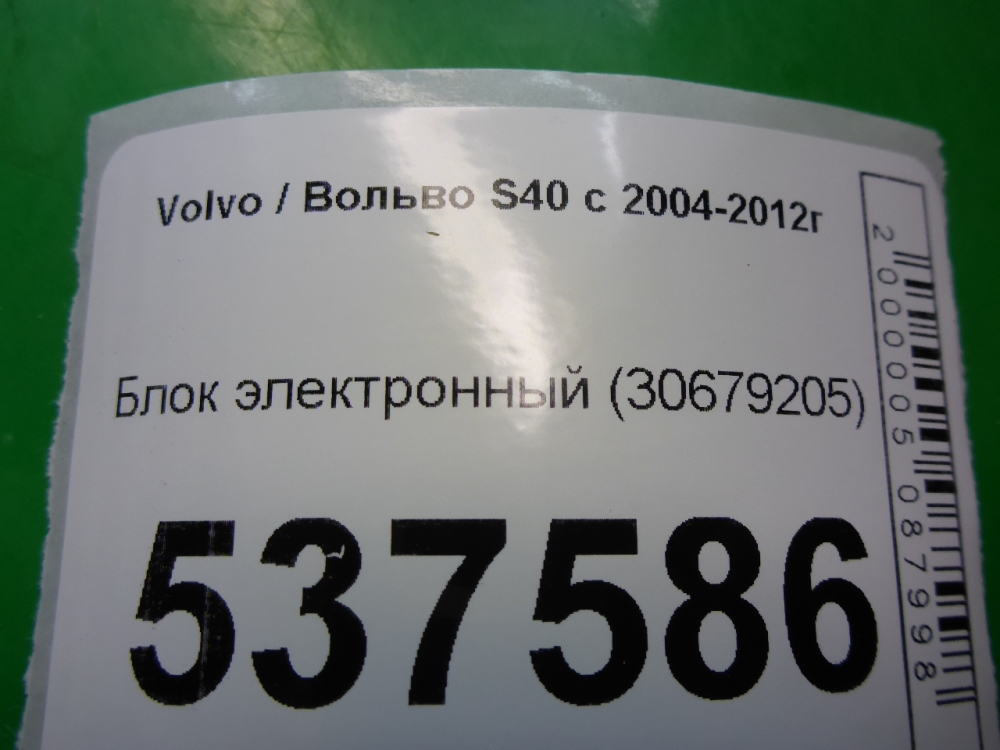 Volvo / Вольво S40 с 2004-2012г
Блок электронный (30679205)
537586
2000005087998